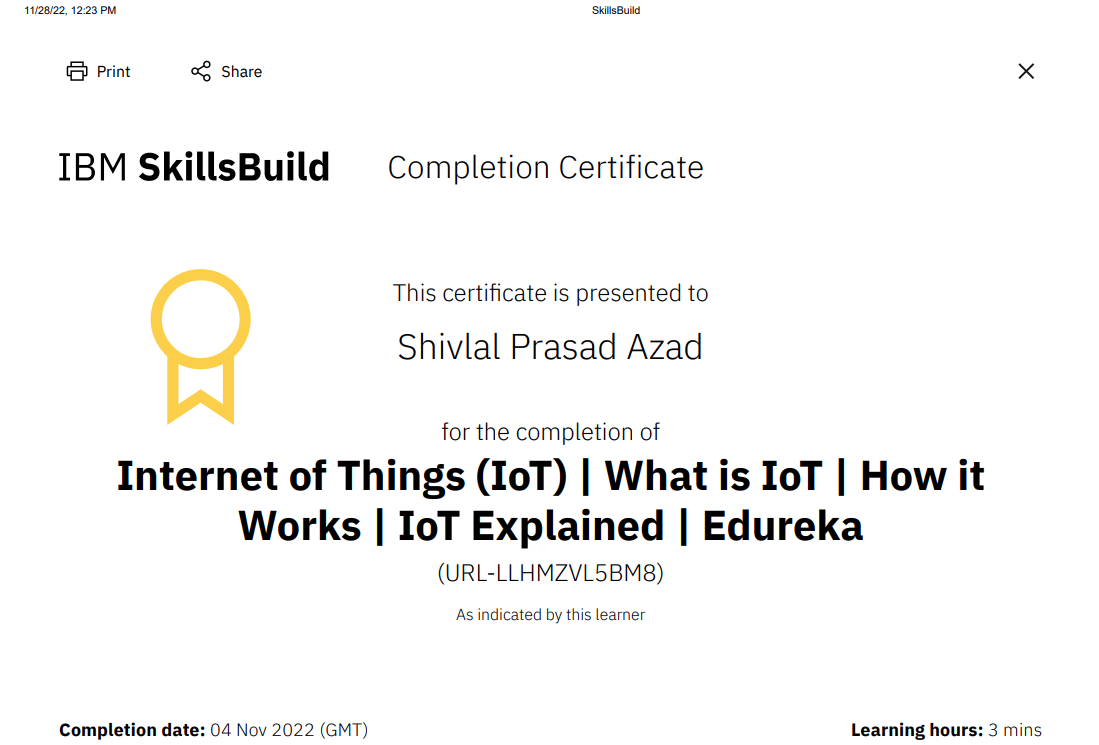 11/28/22, 12:23 PM SkillsBuild
Print Share
IBM SkillsBuild Completion Certificate
This certificate is presented to
Shivlal Prasad Azad
for the completion of
Internet of Things (IoT) | What is IoT | How it
Works | IoT Explained | Edureka
(URL-LLHMZVL5BM8)
As indicated by this learner
Completion date: 04 Nov 2022 (GMT) Learning hours: 3 mins